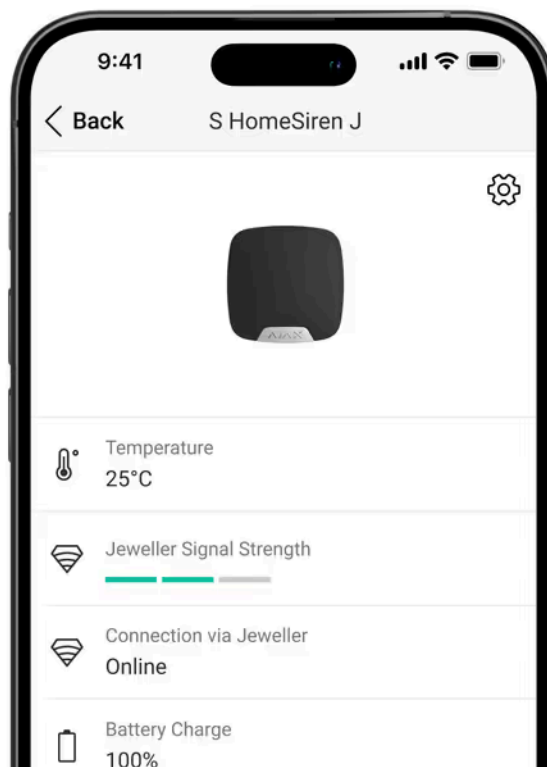 9:41
Back
S HomeSiren J
AJAX
Temperature
25°C
Jeweller Signal Strength
Connection via Jeweller
Online
Battery Charge
100%